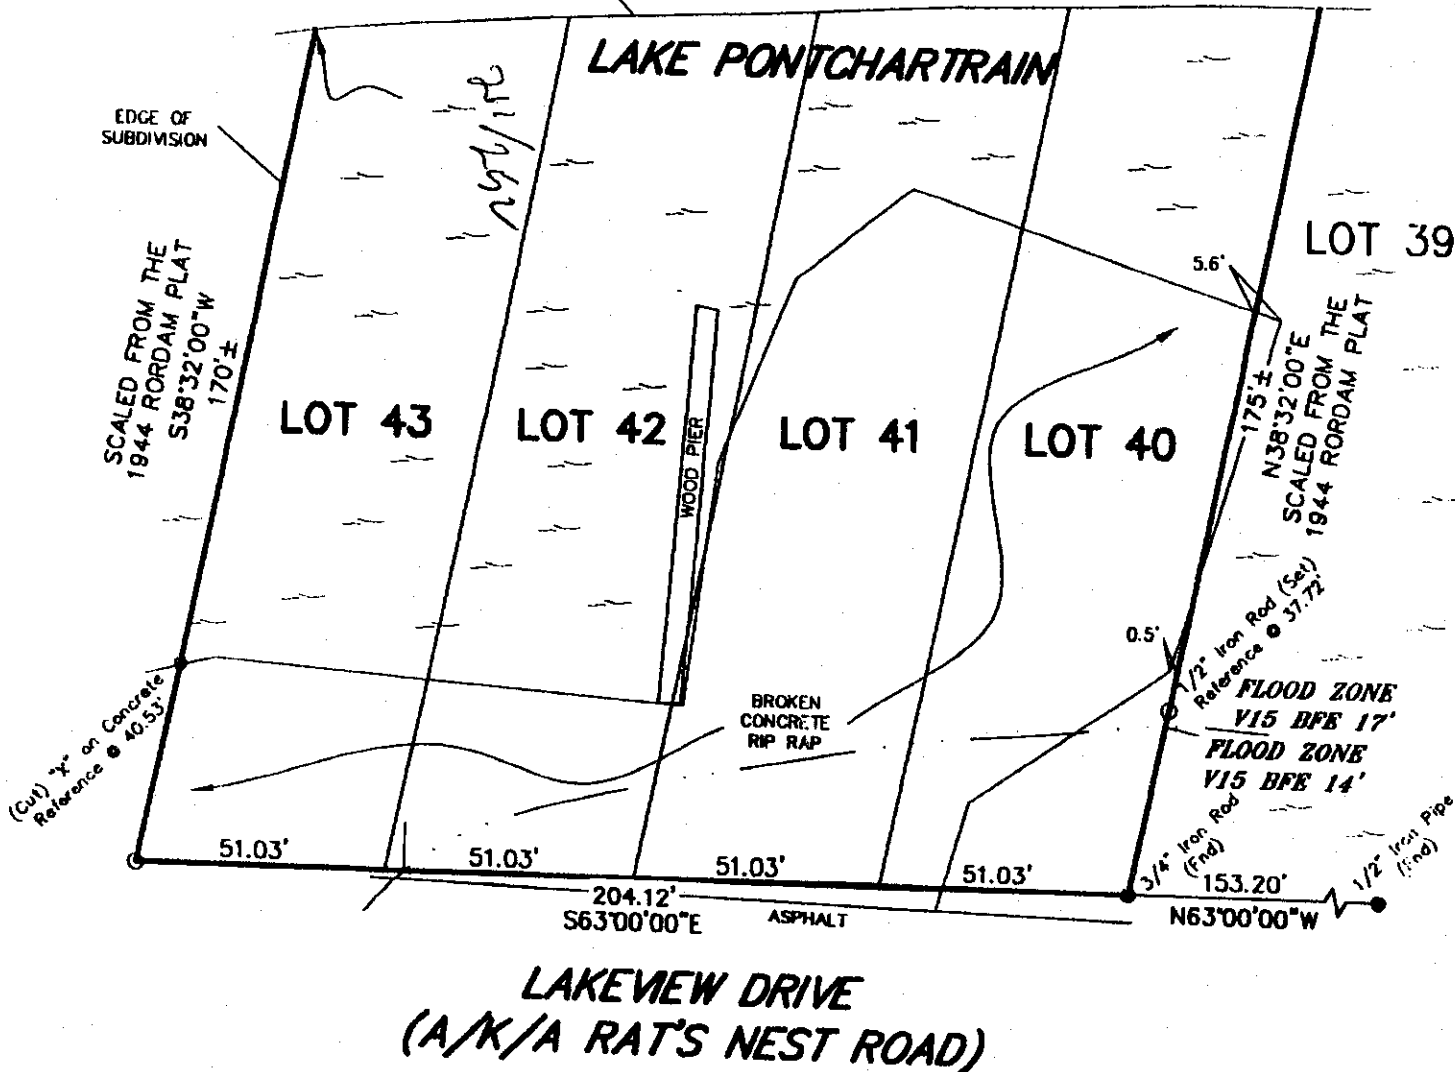 LAKE PONTCHARTRAIN
EDGE OF
SUBDIVISION
SCALED FROM THE
1944 RORDAM PLAT
S38°32'00"W
170'±
LOT 43
LOT 42
WOOD PIER
LOT 41
LOT 40
LOT 39
5.6'
175'±
N38°32'00"E
SCALED FROM THE
1944 RORDAM PLAT
0.5'
1/2" Iron Rod (Set)
Reference @ 37.72'
FLOOD ZONE
V15 BFE 17'
FLOOD ZONE
V15 BFE 14'
BROKEN
CONCRETE
RIP RAP
(Cut) "x" on Concrete
Reference @ 40.53'
51.03'
51.03'
51.03'
51.03'
3/4" Iron Rod
(Fnd)
1/2" Iron Pipe
(Fnd)
204.12'
S63°00'00"E
ASPHALT
153.20'
N63°00'00"W
LAKEVIEW DRIVE
(A/K/A RAT'S NEST ROAD)